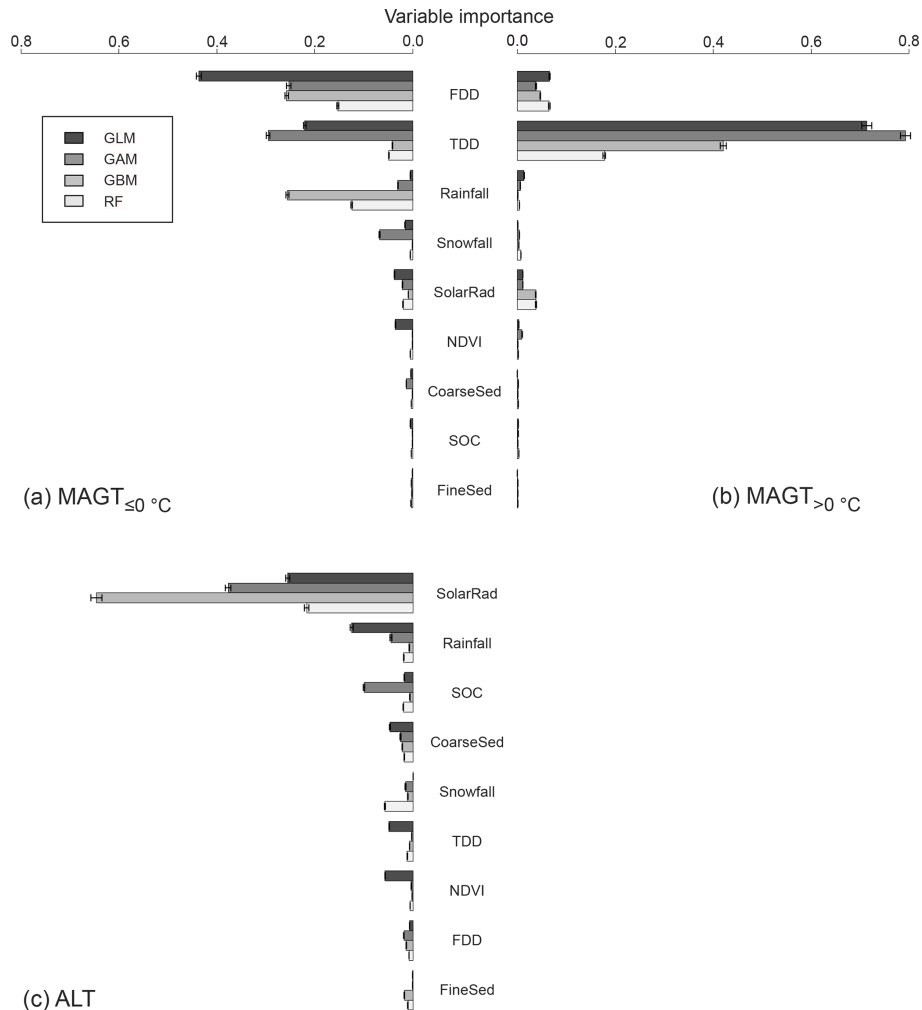 Variable importance
0.8 0.6 0.4 0.2 0.0 0.0 0,2 0,4 0,6 0.8
FDD
TDD
Rainfall
Snowfall
SolarRad
NDVI
CoarseSed
SOC
FineSed
GLM
GAM
GBM
RF
(a) MAGT≤0 °C
(b) MAGT>0 °C
SolarRad
Rainfall
SOC
CoarseSed
Snowfall
TDD
NDVI
FDD
FineSed
(c) ALT